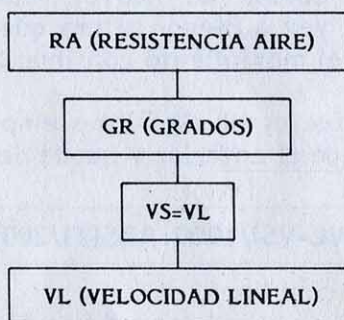 RA (RESISTENCIA AIRE)
GR (GRADOS)
VS=VL
VL (VELOCIDAD LINEAL)